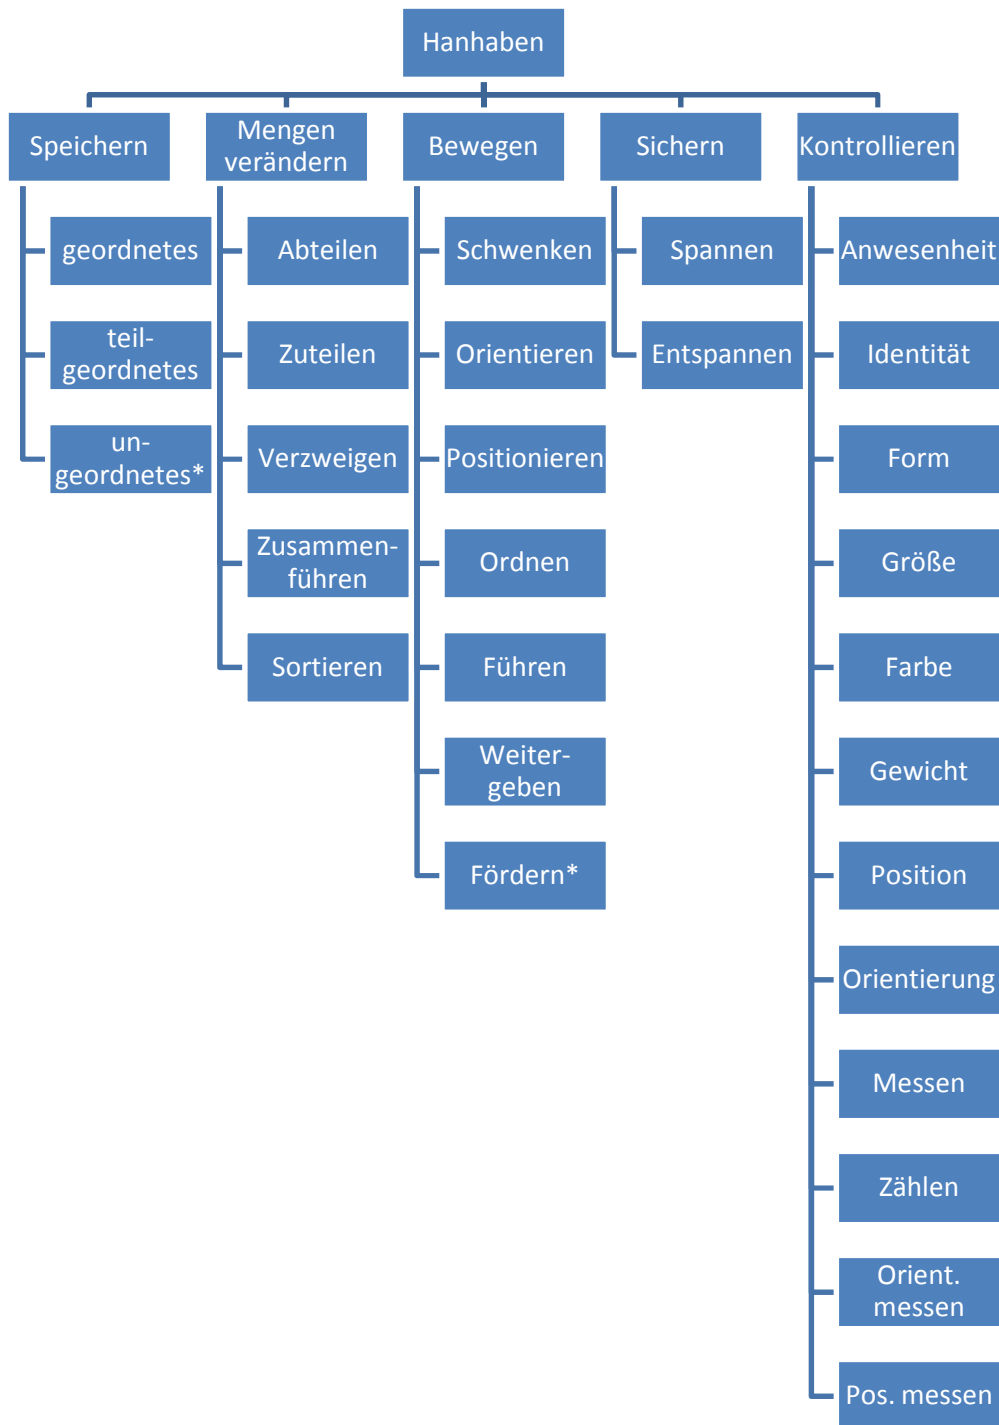 Hanhaben
Speichern
geordnetes
teil-
geordnetes
un-
geordnetes*
Mengen
verändern
Abteilen
Zuteilen
Verzweigen
Zusammen-
führen
Sortieren
Bewegen
Schwenken
Orientieren
Positionieren
Ordnen
Führen
Weiter-
geben
Fördern*
Sichern
Spannen
Entspannen
Kontrollieren
Anwesenheit
Identität
Form
Größe
Farbe
Gewicht
Position
Orientierung
Messen
Zählen
Orient.
messen
Pos. messen